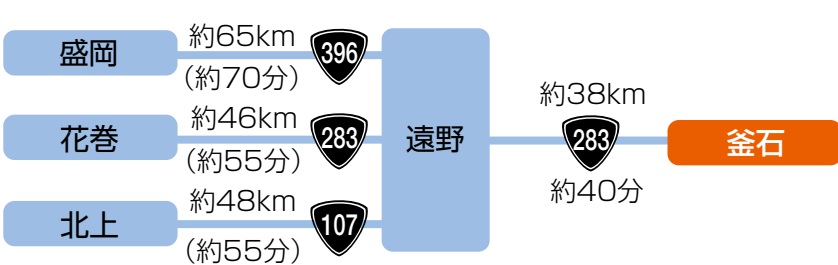 盛岡
約65km
(約70分)
396
花巻
約46km
(約55分)
283
北上
約48km
(約55分)
107
遠野
約38km
283
約40分
釜石